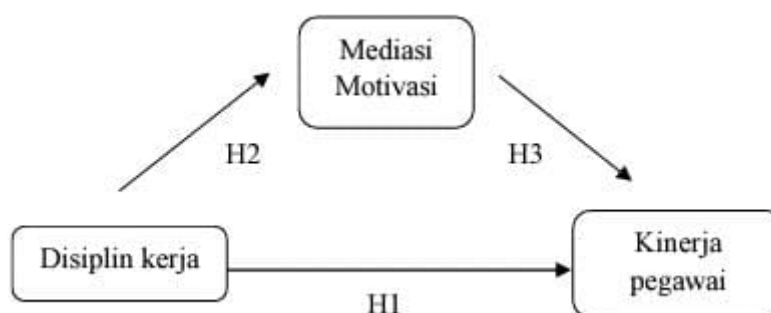 Mediasi
Motivasi
H2
H3
Disiplin kerja
Kinerja
pegawai
H1